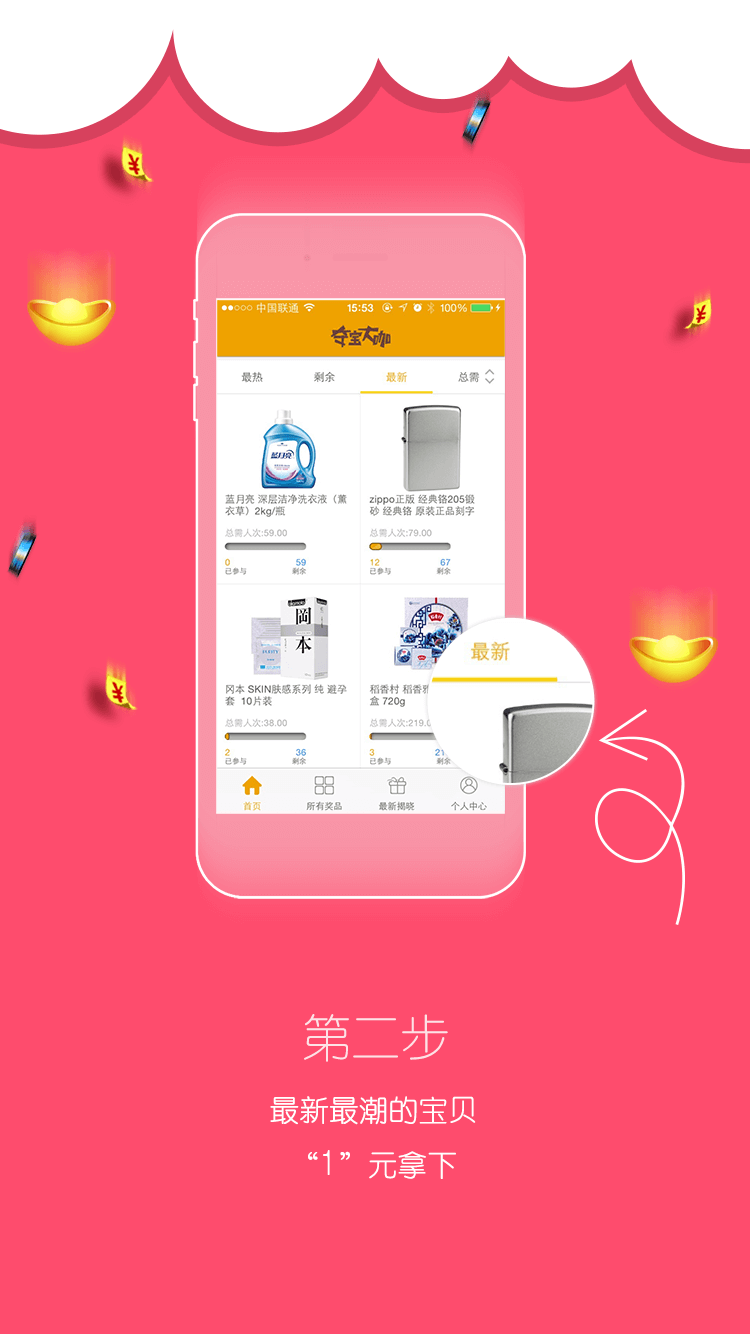 ¥
¥
中国联通 15:53 100%
夺宝大咖
最热 剩余 最新 总需
蓝月亮
蓝月亮 深层洁净洗衣液（薰
衣草）2kg/瓶
总需人次:59.00
0 59
已参与 剩余
zippo正版 经典铬205锻
砂 经典铬 原装正品刻字
总需人次:79.00
12 67
已参与 剩余
岡本
冈本 SKIN肤感系列 纯 避孕
套 10片装
总需人次:38.00
2 36
已参与 剩余
稻香村 稻香
盒 720g
总需人次:219.0
3 21
已参与 剩余
最新
¥
首页 所有奖品 最新揭晓 个人中心
第二步
最新最潮的宝贝
“1”元拿下